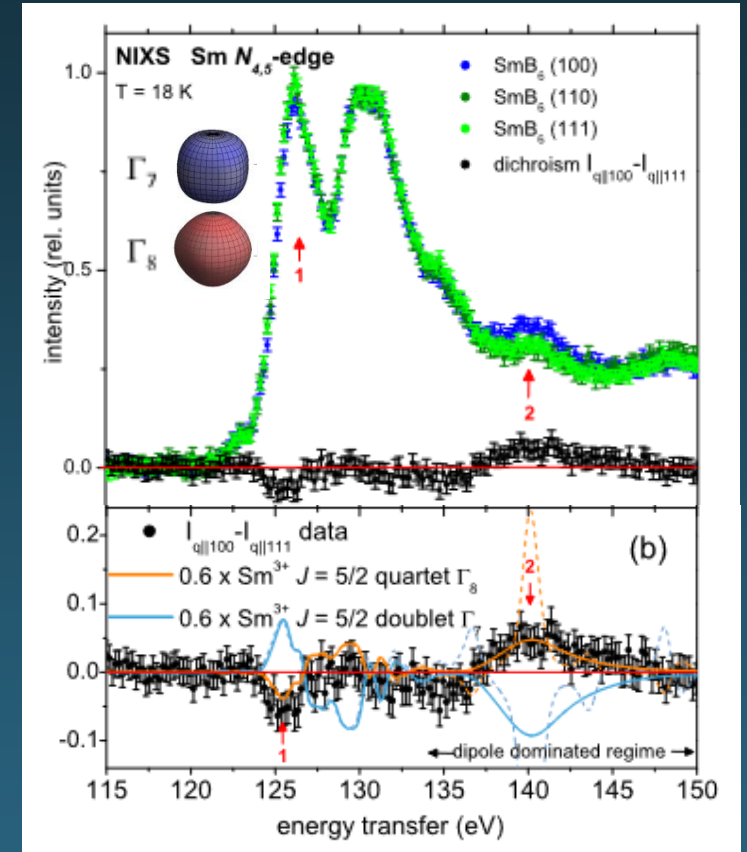 NIXS Sm N4,5-edge
T = 18 K
SmB6 (100)
SmB6 (110)
SmB6 (111)
dichroism Iq||100-Iq||111
Γ7
Γ8
1
2
1.0
0.5
0.0
intensity (rel. units)
Iq||100-Iq||111 data
(b)
0.6 x Sm3+ J = 5/2 quartet Γ8
0.6 x Sm3+ J = 5/2 doublet Γ7
2
1
dipole dominated regime
0.2
0.1
0.0
-0.1
115 120 125 130 135 140 145 150
energy transfer (eV)